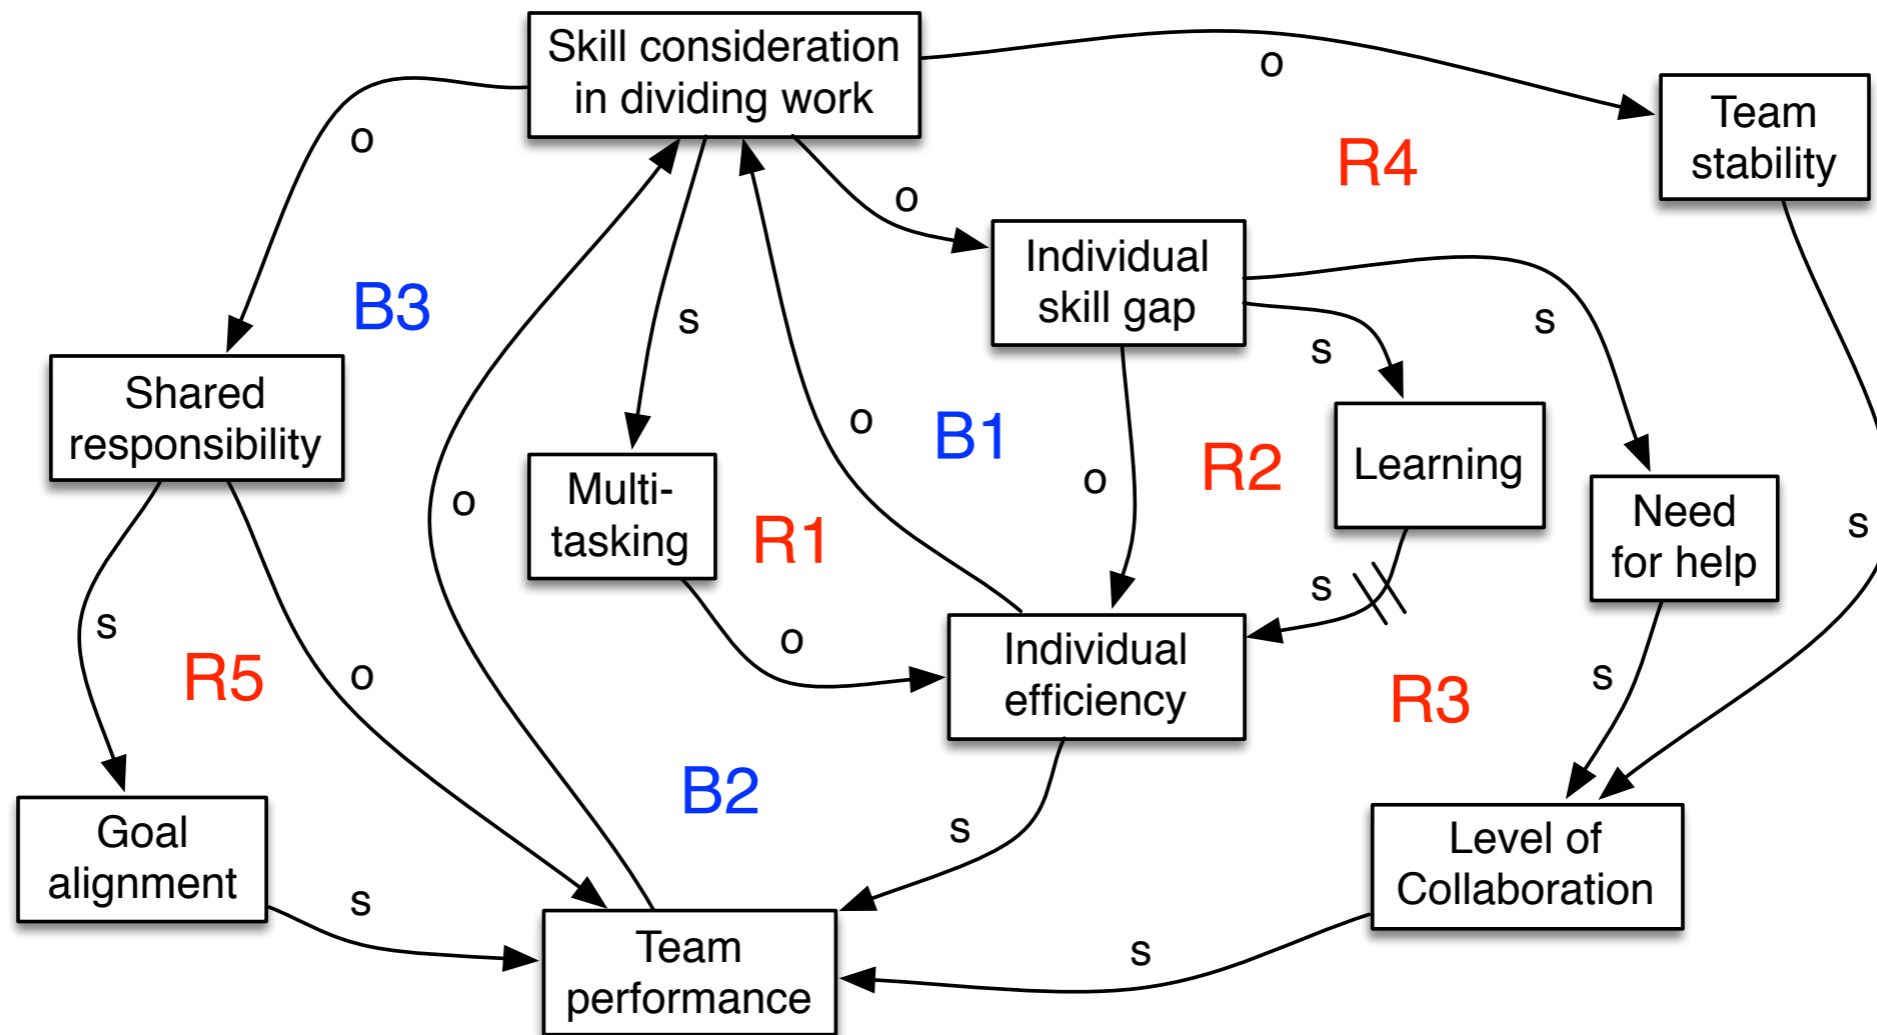 Skill consideration
in dividing work
o
o
Team
stability
R4
o
o
Individual
skill gap
B3
s
s
s
Shared
responsibility
o
B1
R2
Learning
o
Multi-
tasking
R1
o
Need
for help
s
s
s
o
Individual
efficiency
R5
o
R3
s
B2
s
Goal
alignment
s
Level of
Collaboration
s
Team
performance
s